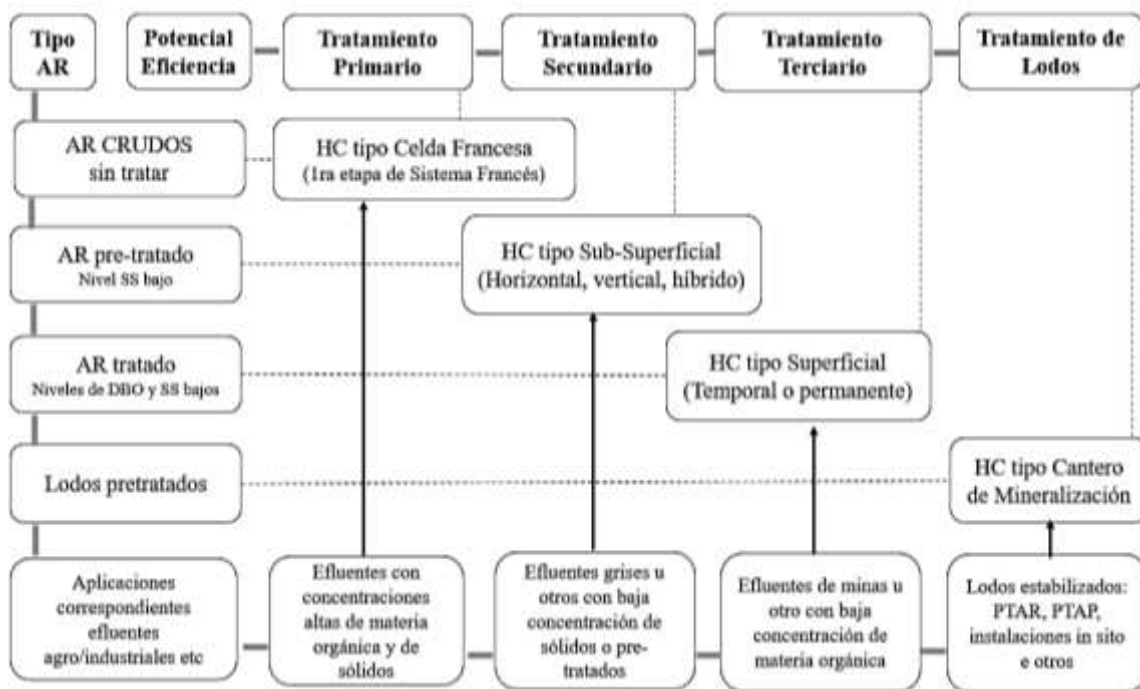 Tipo
AR
Potencial
Eficiencia
Tratamiento
Primario
Tratamiento
Secundario
Tratamiento
Terciario
Tratamiento de
Lodos
AR CRUDOS
sin tratar
HC tipo Celda Francesa
(1ra etapa de Sistema Francés)
AR pre-tratado
Nivel SS bajo
HC tipo Sub-Superficial
(Horizontal, vertical, híbrido)
AR tratado
Niveles de DBO y SS bajos
HC tipo Superficial
(Temporal o permanente)
Lodos pretratados
HC tipo Cantero
de Mineralización
Aplicaciones
correspondientes
efluentes
agro/industriales etc
Efluentes con
concentraciones
altas de materia
orgánica y de
sólidos
Efluentes grises u
otros con baja
concentración de
sólidos o pre-
tratados
Efluentes de minas u
otro con baja
concentración de
materia orgánica
Lodos estabilizados:
PTAR, PTAP,
instalaciones in sito
e otros